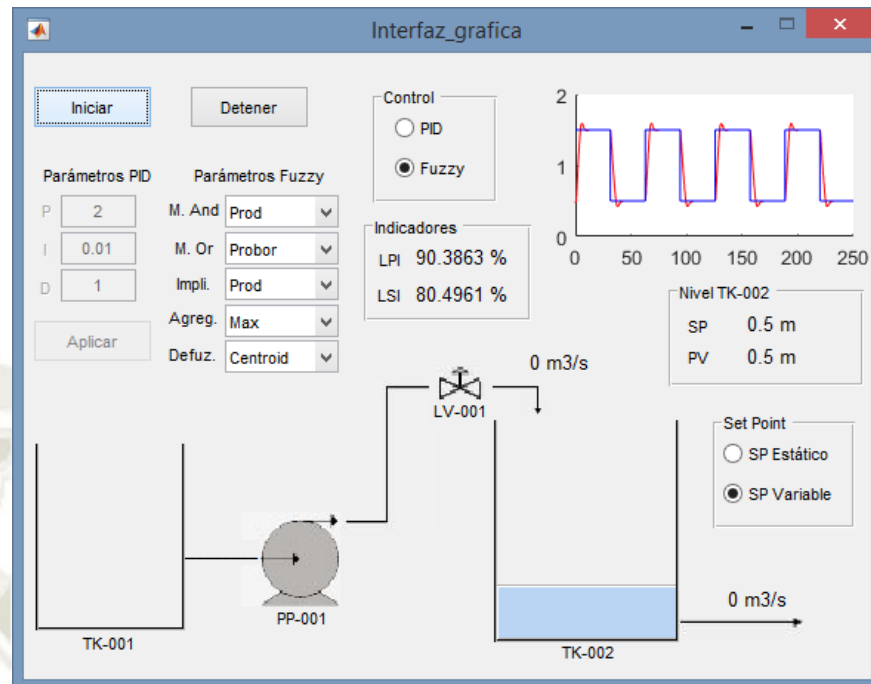 Interfaz_grafica
Iniciar
Detener
Control
PID
Fuzzy
Parámetros PID
P 2
I 0.01
D 1
Aplicar
Parámetros Fuzzy
M. And Prod
M. Or Probor
Impli. Prod
Agreg. Max
Defuz. Centroid
Indicadores
LPI 90.3863 %
LSI 80.4961 %
2
1
0
0 50 100 150 200 250
Nivel TK-002
SP 0.5 m
PV 0.5 m
0 m3/s
LV-001
Set Point
SP Estático
SP Variable
PP-001
TK-001
0 m3/s
TK-002